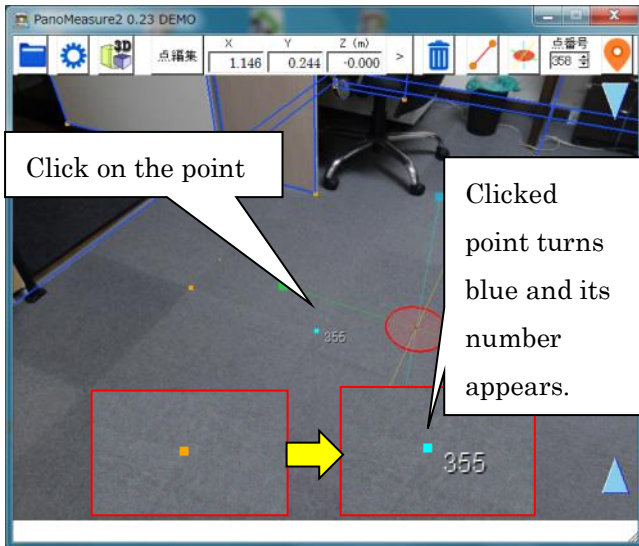 PanoMeasure2 0.23 DEMO
3D
点編集
X Y Z (m)
1.146 0.244 -0.000 >
点番号
358
Click on the point
Clicked
point turns
blue and its
number
appears.
355
355